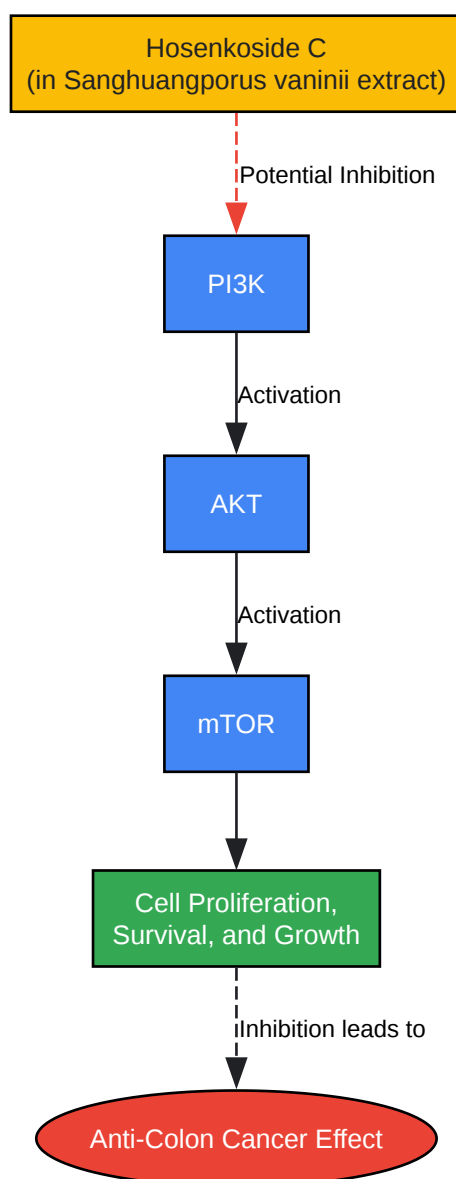 Hosenkoside C
(in Sanghuangporus vaninii extract)
Potential Inhibition
PI3K
Activation
AKT
Activation
mTOR
Cell Proliferation,
Survival, and Growth
Inhibition leads to
Anti-Colon Cancer Effect